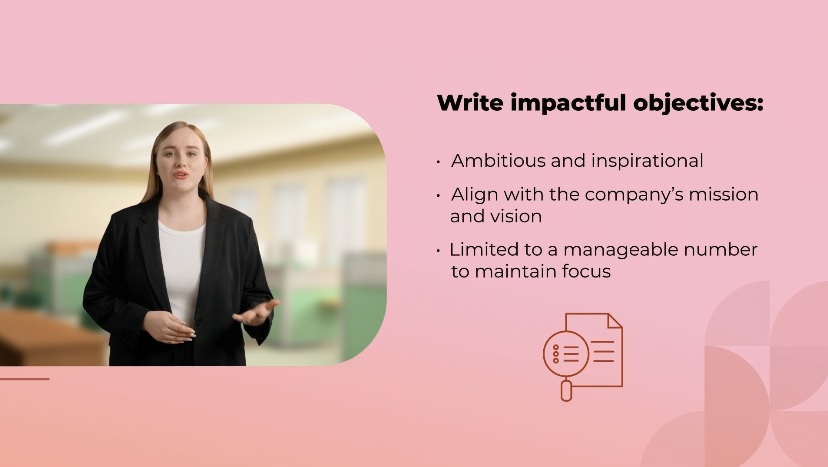 Write impactful objectives:
· Ambitious and inspirational
· Align with the company’s mission
and vision
· Limited to a manageable number
to maintain focus